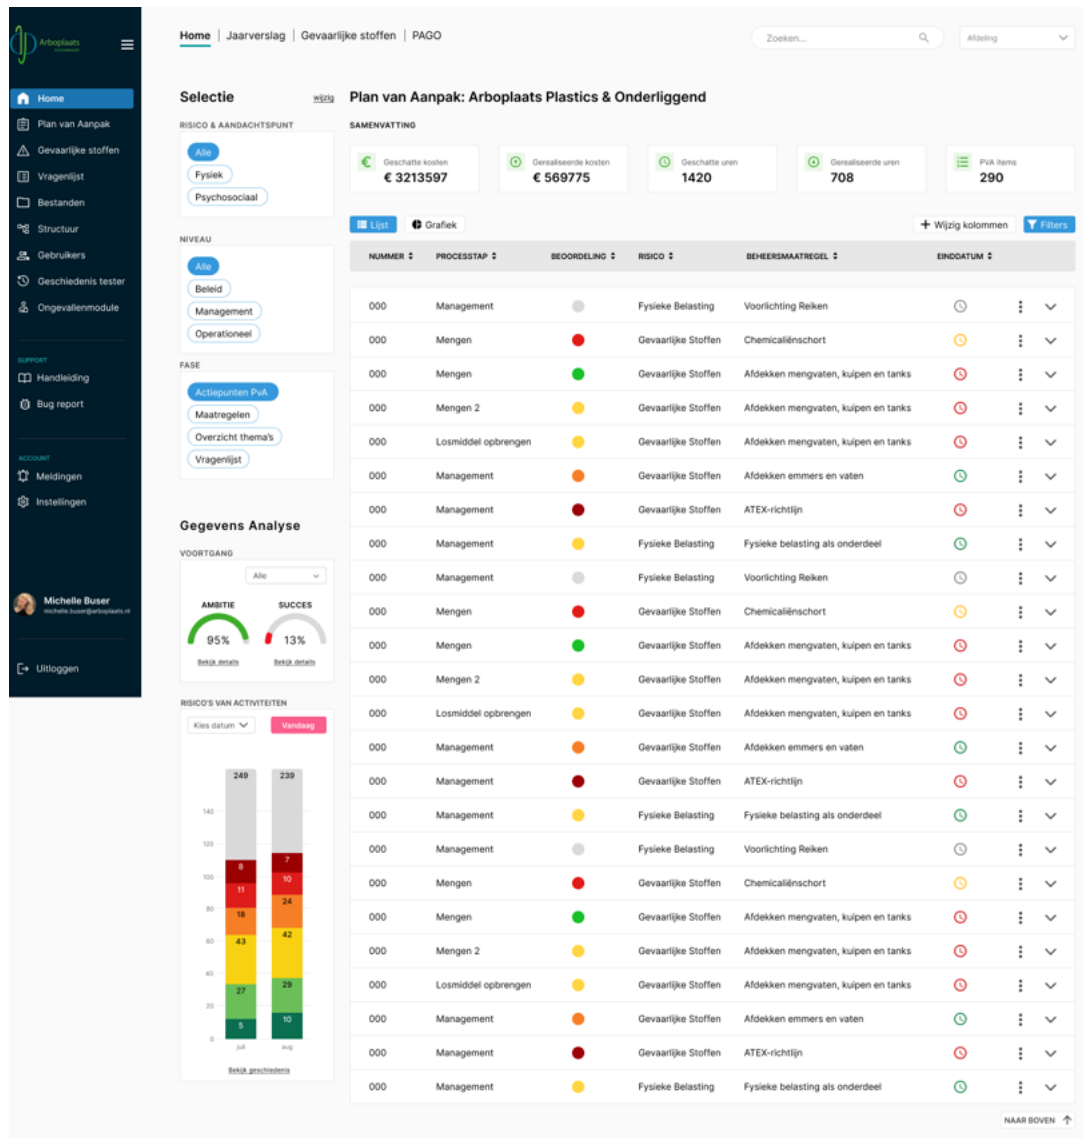 Arboplaats
Home
Plan van Aanpak
Gevaarlijke stoffen
Vragenlijst
Bestanden
Structuur
Gebruikers
Geschiedenis tester
Ongevallenmodule
SUPPORT
Handleiding
Bug report
ACCOUNT
Meldingen
Instellingen
Michelle Buser
michelle.buser@arboplaats.nl
Uitloggen
Home | Jaarverslag | Gevaarlijke stoffen | PAGO
Zoeken...
Afdeling
Selectie wijzig
RISICO & AANDACHTSPUNT
Alle
Fysiek
Psychosociaal
NIVEAU
Alle
Beleid
Management
Operationeel
FASE
Actiepunten PvA
Maatregelen
Overzicht thema's
Vragenlijst
Gegevens Analyse
VOORTGANG
Alle
AMBITIE SUCCES
95% 13%
Bekijk details Bekijk details
RISICO'S VAN ACTIVITEITEN
Kies datum Vandaag
249 239
140
120
8 7
100
11 10
80 18 24
60 43 42
40
27 29
20
5 10
0
juli aug
Bekijk geschiedenis
Plan van Aanpak: Arboplaats Plastics & Onderliggend
SAMENVATTING
Geschatte kosten
€ 3213597
Gerealiseerde kosten
€ 569775
Geschatte uren
1420
Gerealiseerde uren
708
PVA items
290
Lijst Grafiek + Wijzig kolommen Filters
NUMMER PROCESSTAP BEOORDELING RISICO BEHEERSMAATREGEL EINDDATUM
000 Management Fysieke Belasting Voorlichting Reiken
000 Mengen Gevaarlijke Stoffen Chemicaliënschort
000 Mengen Gevaarlijke Stoffen Afdekken mengvaten, kuipen en tanks
000 Mengen 2 Gevaarlijke Stoffen Afdekken mengvaten, kuipen en tanks
000 Losmiddel opbrengen Gevaarlijke Stoffen Afdekken mengvaten, kuipen en tanks
000 Management Gevaarlijke Stoffen Afdekken emmers en vaten
000 Management Gevaarlijke Stoffen ATEX-richtlijn
000 Management Fysieke Belasting Fysieke belasting als onderdeel
000 Management Fysieke Belasting Voorlichting Reiken
000 Mengen Gevaarlijke Stoffen Chemicaliënschort
000 Mengen Gevaarlijke Stoffen Afdekken mengvaten, kuipen en tanks
000 Mengen 2 Gevaarlijke Stoffen Afdekken mengvaten, kuipen en tanks
000 Losmiddel opbrengen Gevaarlijke Stoffen Afdekken mengvaten, kuipen en tanks
000 Management Gevaarlijke Stoffen Afdekken emmers en vaten
000 Management Gevaarlijke Stoffen ATEX-richtlijn
000 Management Fysieke Belasting Fysieke belasting als onderdeel
000 Management Fysieke Belasting Voorlichting Reiken
000 Mengen Gevaarlijke Stoffen Chemicaliënschort
000 Mengen Gevaarlijke Stoffen Afdekken mengvaten, kuipen en tanks
000 Mengen 2 Gevaarlijke Stoffen Afdekken mengvaten, kuipen en tanks
000 Losmiddel opbrengen Gevaarlijke Stoffen Afdekken mengvaten, kuipen en tanks
000 Management Gevaarlijke Stoffen Afdekken emmers en vaten
000 Management Gevaarlijke Stoffen ATEX-richtlijn
000 Management Fysieke Belasting Fysieke belasting als onderdeel
NAAR BOVEN